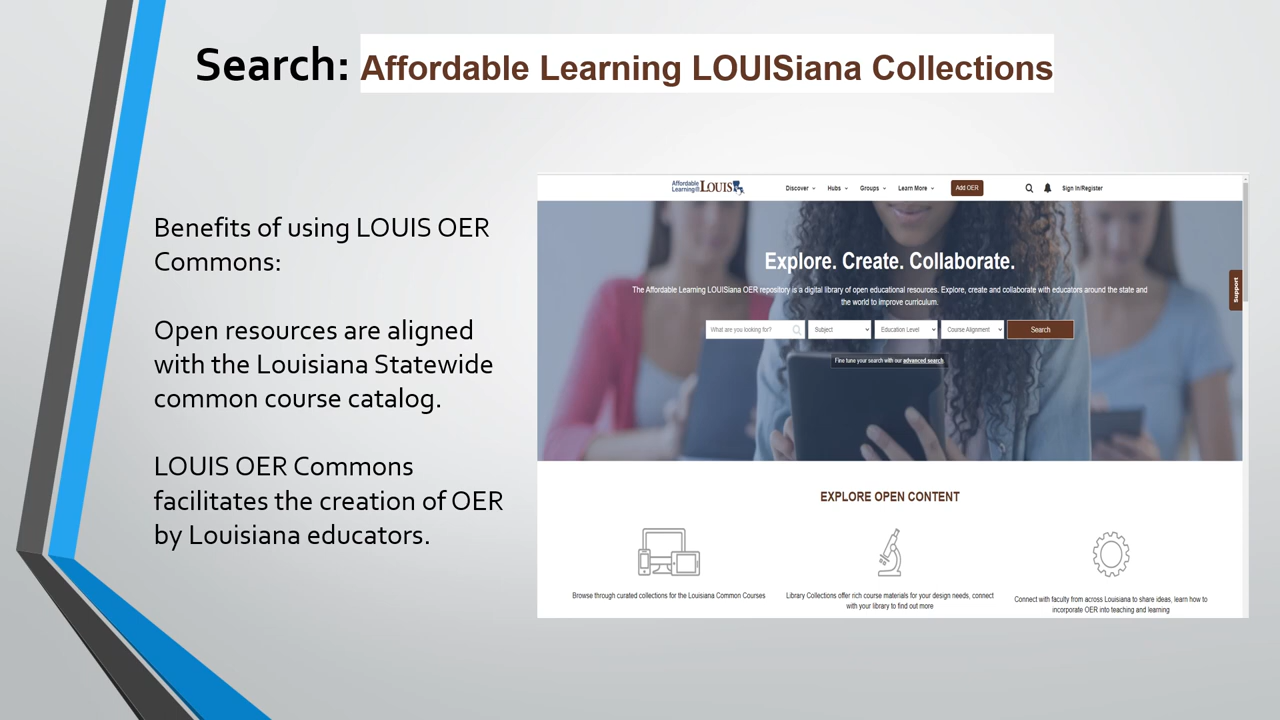 Search: Affordable Learning LOUISiana Collections
Benefits of using LOUIS OER
Commons:
Open resources are aligned
with the Louisiana Statewide
common course catalog.
LOUIS OER Commons
facilitates the creation of OER
by Louisiana educators.
Affordable
Learning@
LOUIS
Discover
Hubs
Groups
Learn More
Add OER
Sign In/Register
Explore. Create. Collaborate.
The Affordable Learning LOUISiana OER repository is a digital library of open educational resources. Explore, create and collaborate with educators around the state and
the world to improve curriculum.
What are you looking for?
Subject
Education Level
Course Alignment
Search
Fine tune your search with our advanced search
Support
EXPLORE OPEN CONTENT
Browse through curated collections for the Louisiana Common Courses
Library Collections offer rich course materials for your design needs, connect
with your library to find out more
Connect with faculty from across Louisiana to share ideas, learn how to
incorporate OER into teaching and learning